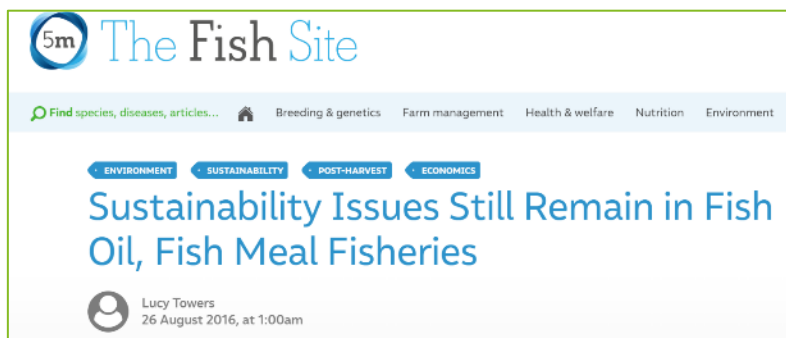 5m The Fish Site
Find species, diseases, articles... Breeding & genetics Farm management Health & welfare Nutrition Environment
ENVIRONMENT SUSTAINABILITY POST-HARVEST ECONOMICS
Sustainability Issues Still Remain in Fish
Oil, Fish Meal Fisheries
Lucy Towers
26 August 2016, at 1:00am